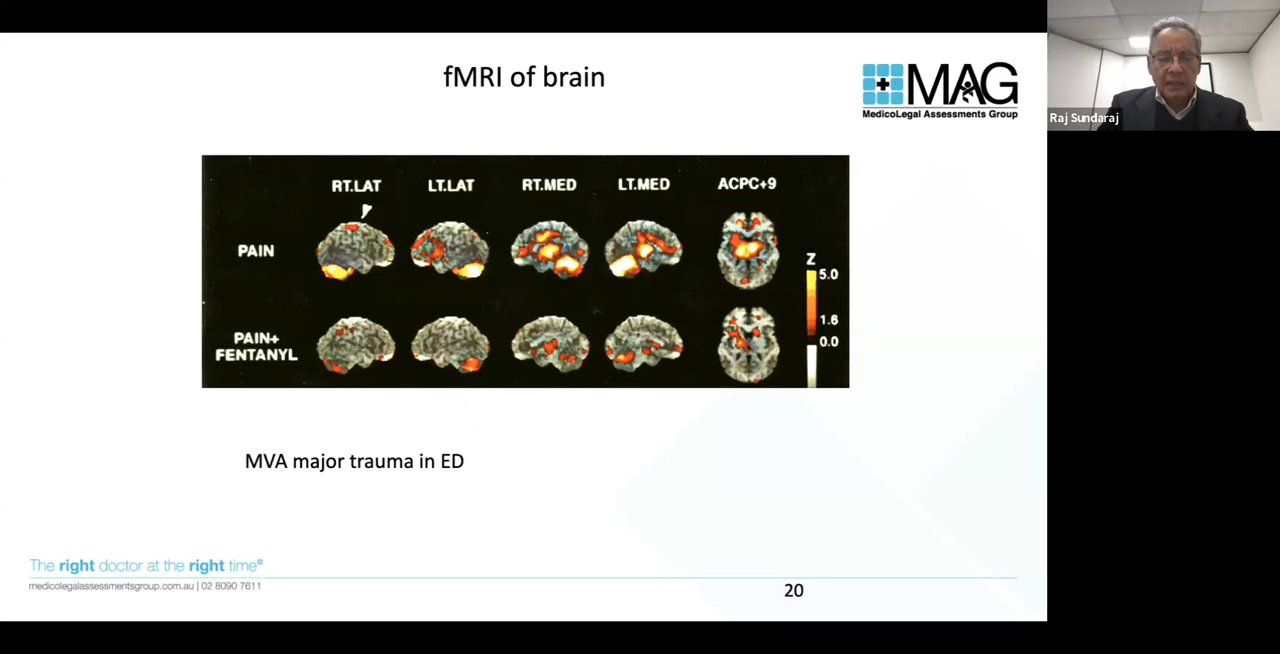 fMRI of brain
MAG
MedicoLegal Assessments Group
Raj Sundaraj
RT.LAT LT.LAT RT.MED LT.MED ACPC+9
PAIN
Z
5.0
1.6
0.0
PAIN+
FENTANYL
MVA major trauma in ED
The right doctor at the right time©
medicolegalassessmentsgroup.com.au | 02 8090 7611
20